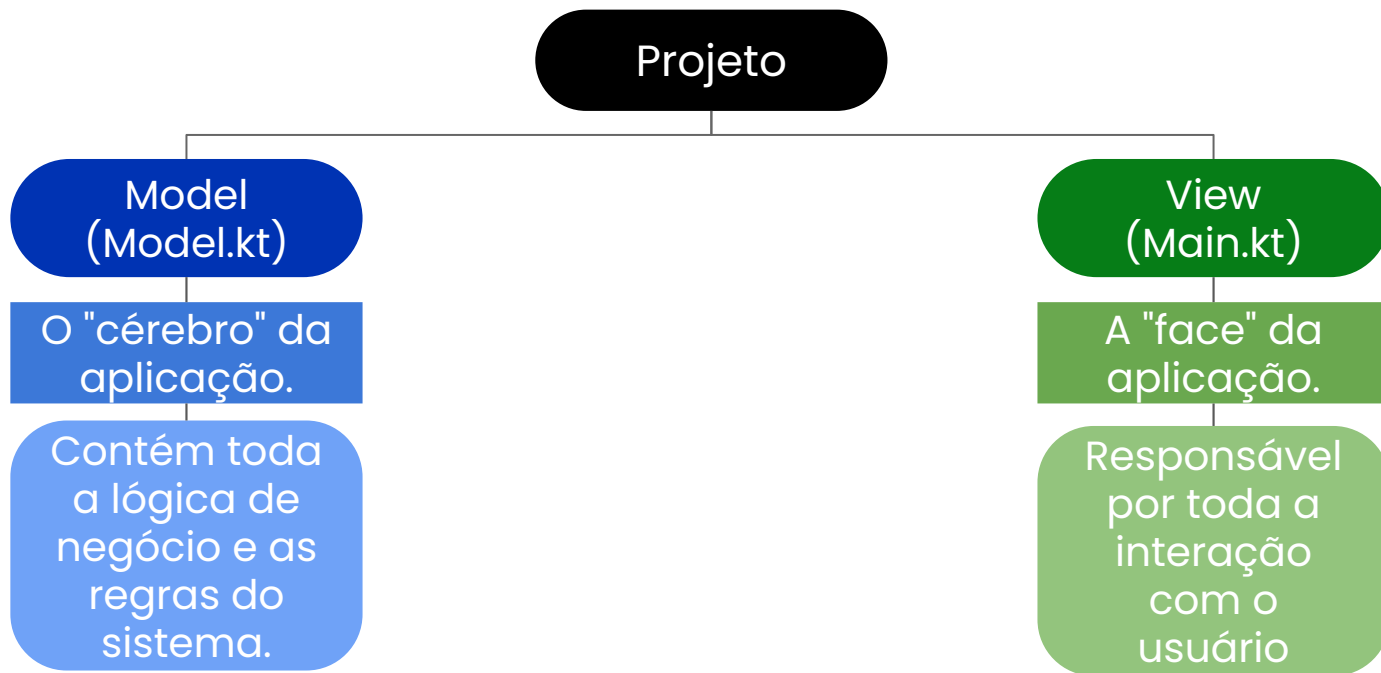 Projeto
Model
(Model.kt)
O "cérebro" da
aplicação.
Contém toda
a lógica de
negócio e as
regras do
sistema.
View
(Main.kt)
A "face" da
aplicação.
Responsável
por toda a
interação
com o
usuário